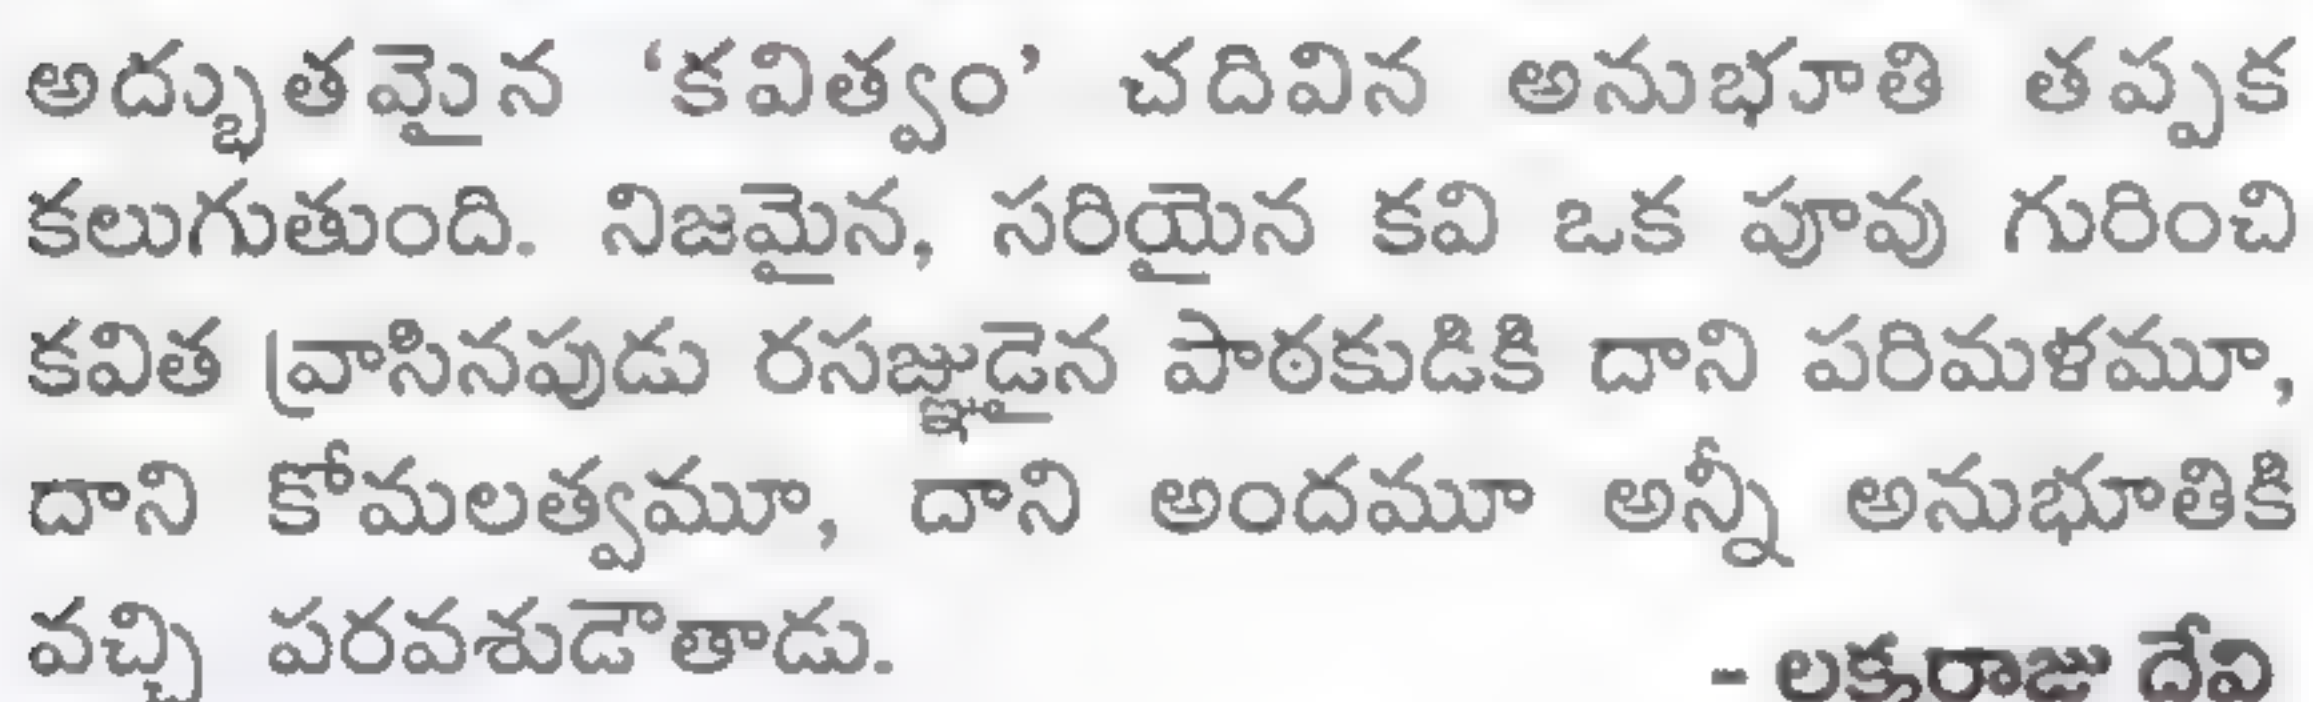 అద్భుతమైన ‘కవిత్వం’ చదివిన అనుభూతి తప్పక
కలుగుతుంది. నిజమైన, సరియైన కవి ఒక పూవు గురించి
కవిత వ్రాసినపుడు రసజ్ఞుడైన పాఠకుడికి దాని పరిమళమూ,
దాని కోమలత్వమూ, దాని అందమూ అన్నీ అనుభూతికి
వచ్చి పరవశుడౌతాడు.
- లక్కరాజు దేవి